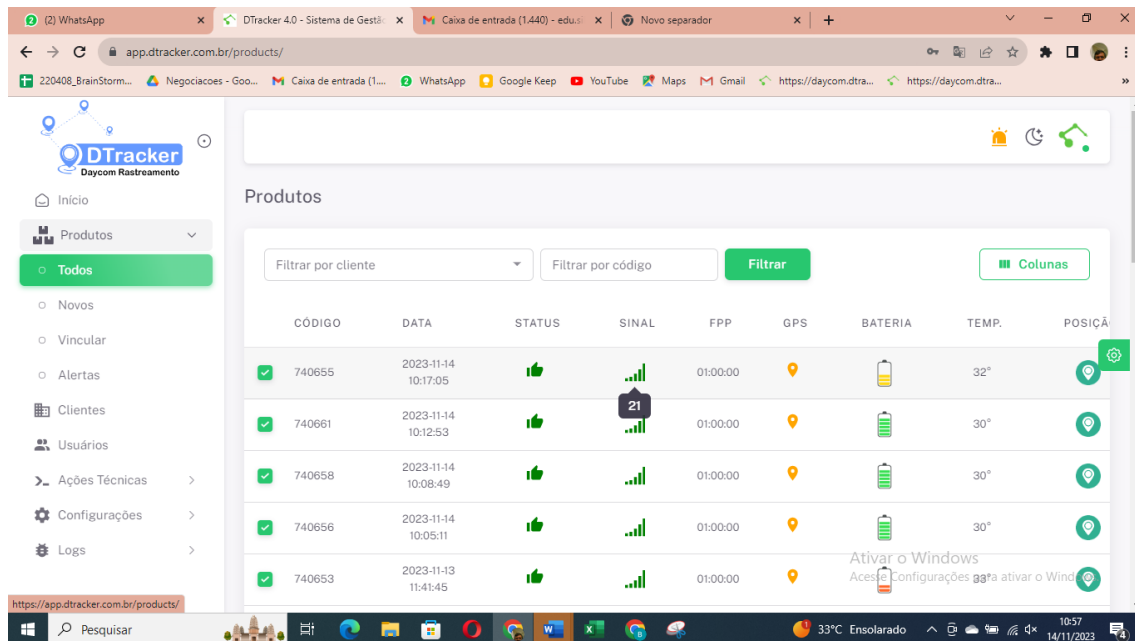 (2) WhatsApp
DTracker 4.0 - Sistema de Gestão
Caixa de entrada (1.440) - edu.si
Novo separador
app.dtracker.com.br/products/
220408_BrainStorm...
Negociacoes - Goo...
Caixa de entrada (1....
WhatsApp
Google Keep
YouTube
Maps
Gmail
https://daycom.dtra...
https://daycom.dtra...
»
DTracker
Daycom Rastreamento
Início
Produtos
Todos
Novos
Vincular
Alertas
Clientes
Usuários
Ações Técnicas
Configurações
Logs
Produtos
Filtrar por cliente
Filtrar por código
Filtrar
Colunas
CÓDIGO DATA STATUS SINAL FPP GPS BATERIA TEMP. POSIÇÃ
740655 2023-11-14 10:17:05 01:00:00 32°
21
740661 2023-11-14 10:12:53 01:00:00 30°
740658 2023-11-14 10:08:49 01:00:00 30°
740656 2023-11-14 10:05:11 01:00:00 30°
740653 2023-11-13 11:41:45 01:00:00 33°
Ativar o Windows
Acesse Configurações para ativar o Windows
https://app.dtracker.com.br/products/
Pesquisar
33°C Ensolarado
10:57
14/11/2023